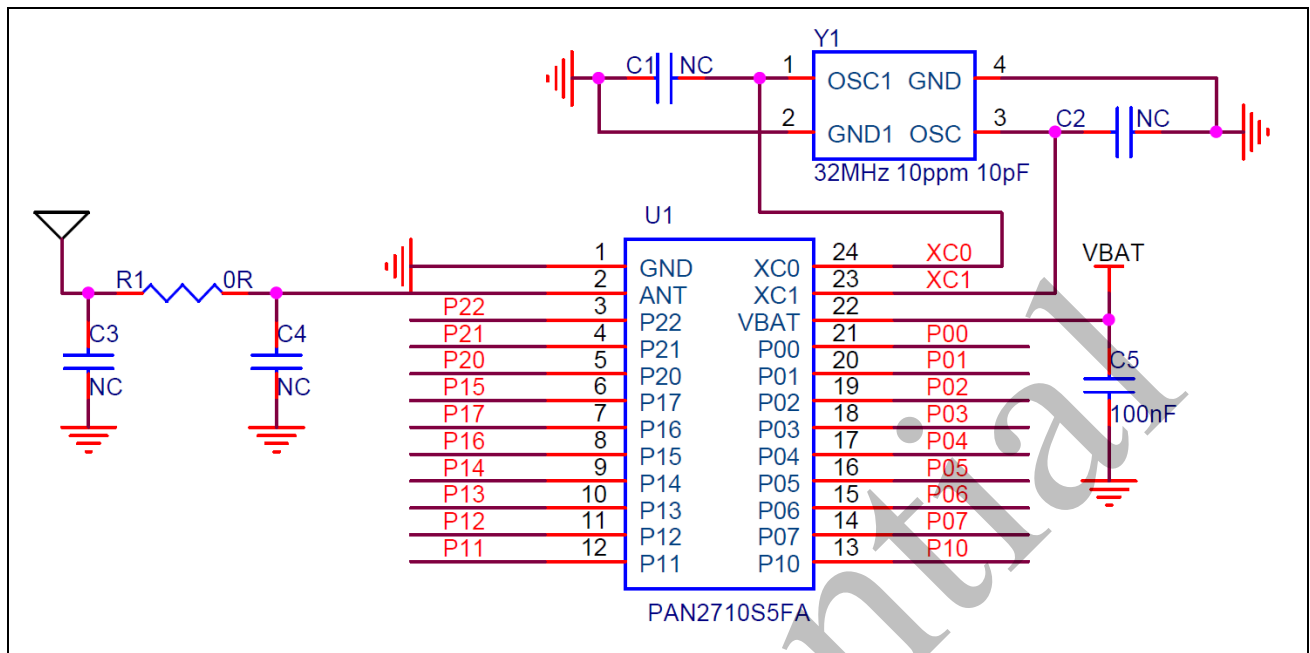 Y1
C1 NC
1 OSC1 GND 4
2 GND1 OSC 3
C2 NC
32MHz 10ppm 10pF
U1
R1 0R
C3 NC
C4 NC
VBAT
C5 100nF
1 GND XC0 24 XC0
2 ANT XC1 23 XC1
P22 3 P22 VBAT 22
P21 4 P21 P00 21 P00
P20 5 P20 P01 20 P01
P15 6 P17 P02 19 P02
P17 7 P16 P03 18 P03
P16 8 P15 P04 17 P04
P14 9 P14 P05 16 P05
P13 10 P13 P06 15 P06
P12 11 P12 P07 14 P07
P11 12 P11 P10 13 P10
PAN2710S5FA
ntial